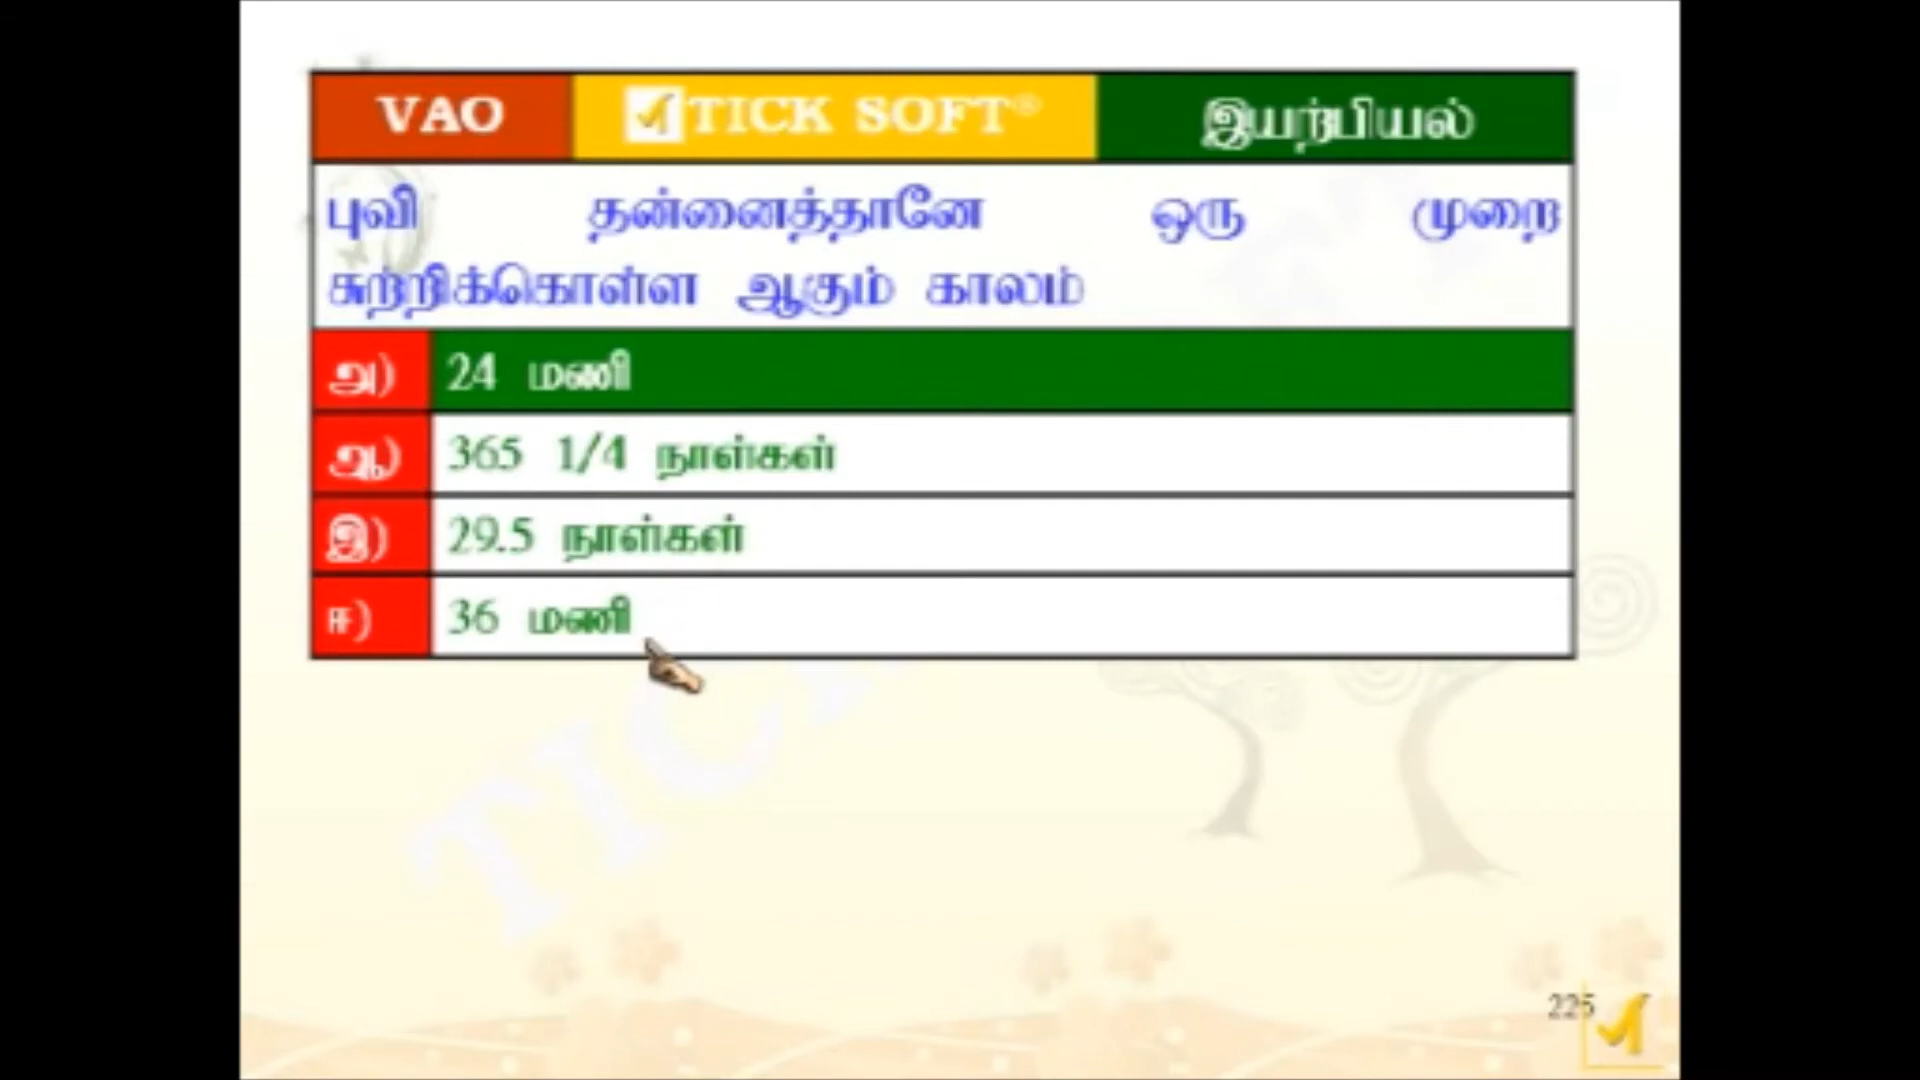 VAO TICK SOFT® இயற்பியல்
புவி தன்னைத்தானே ஒரு முறை
சுற்றிக்கொள்ள ஆகும் காலம்
அ) 24 மணி
ஆ) 365 1/4 நாள்கள்
இ) 29.5 நாள்கள்
ஈ) 36 மணி
TICK
225